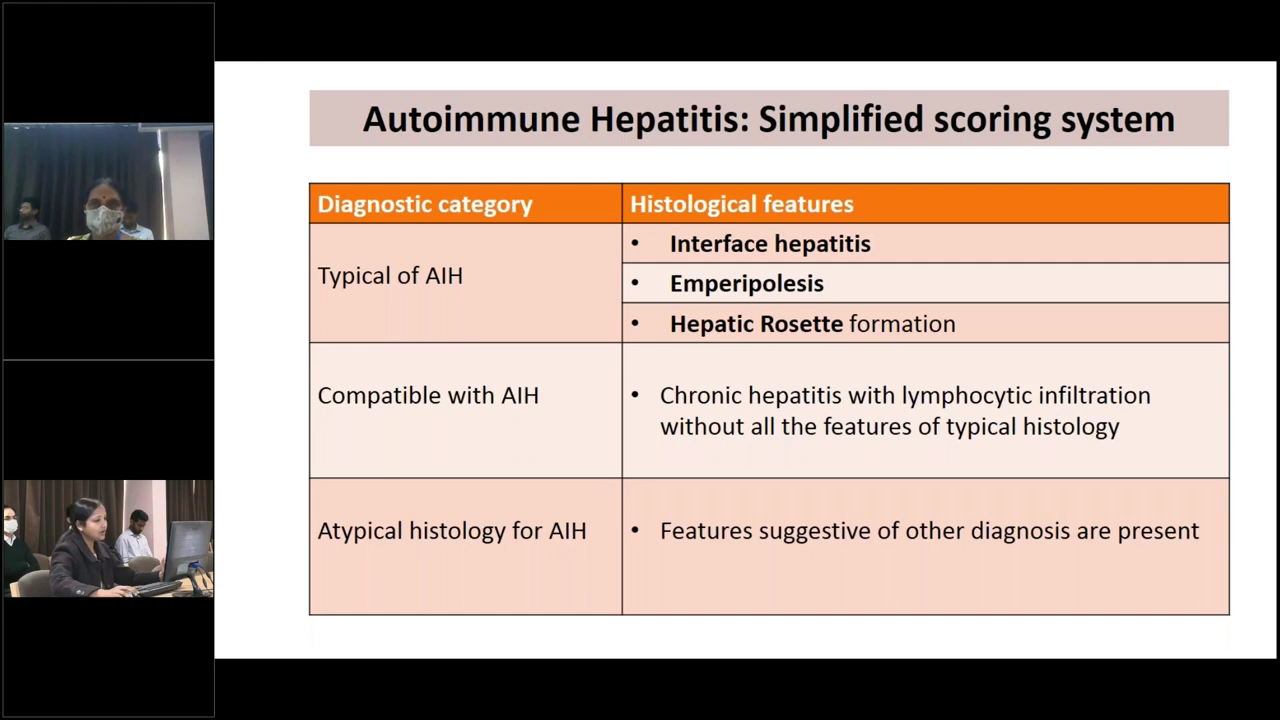 Autoimmune Hepatitis: Simplified scoring system
Diagnostic category
Histological features
Typical of AIH
• Interface hepatitis
• Emperipolesis
• Hepatic Rosette formation
Compatible with AIH
• Chronic hepatitis with lymphocytic infiltration
without all the features of typical histology
Atypical histology for AIH
• Features suggestive of other diagnosis are present